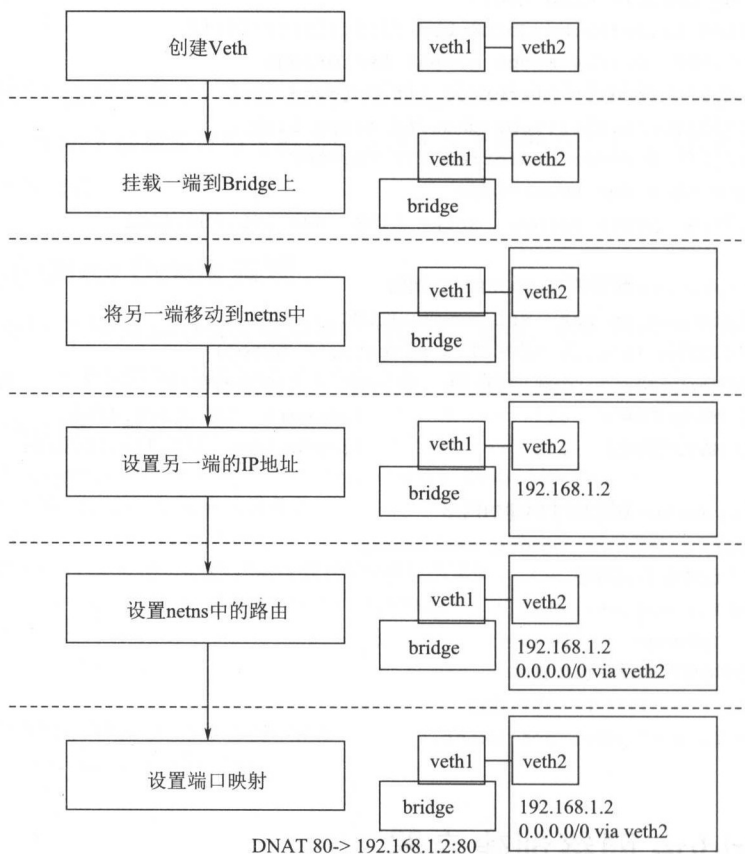 创建Veth
veth1
veth2
挂载一端到Bridge上
veth1
veth2
bridge
将另一端移动到netns中
veth1
veth2
bridge
设置另一端的IP地址
veth1
veth2
bridge
192.168.1.2
设置netns中的路由
veth1
veth2
bridge
192.168.1.2
0.0.0.0/0 via veth2
设置端口映射
veth1
veth2
bridge
192.168.1.2
0.0.0.0/0 via veth2
DNAT 80-> 192.168.1.2:80